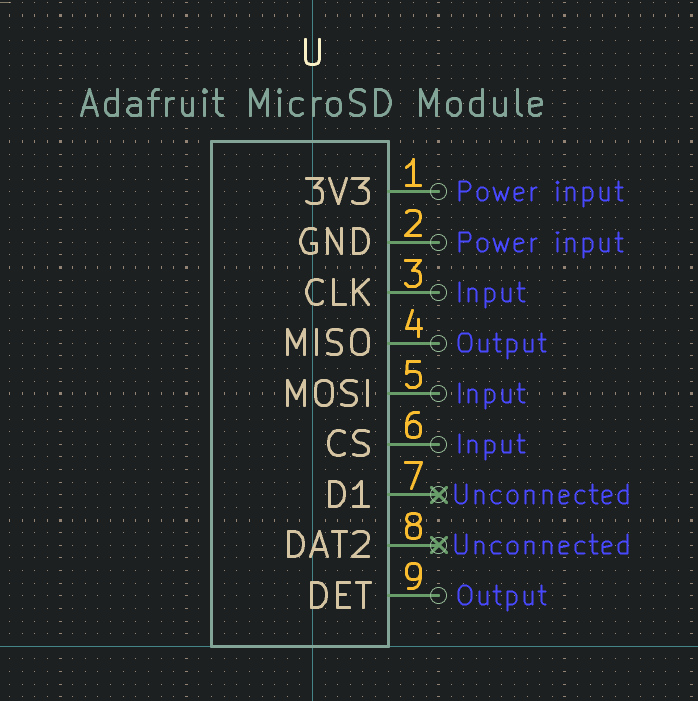 U
Adafruit MicroSD Module
3V3 1 Power input
GND 2 Power input
CLK 3 Input
MISO 4 Output
MOSI 5 Input
CS 6 Input
D1 7 Unconnected
DAT2 8 Unconnected
DET 9 Output